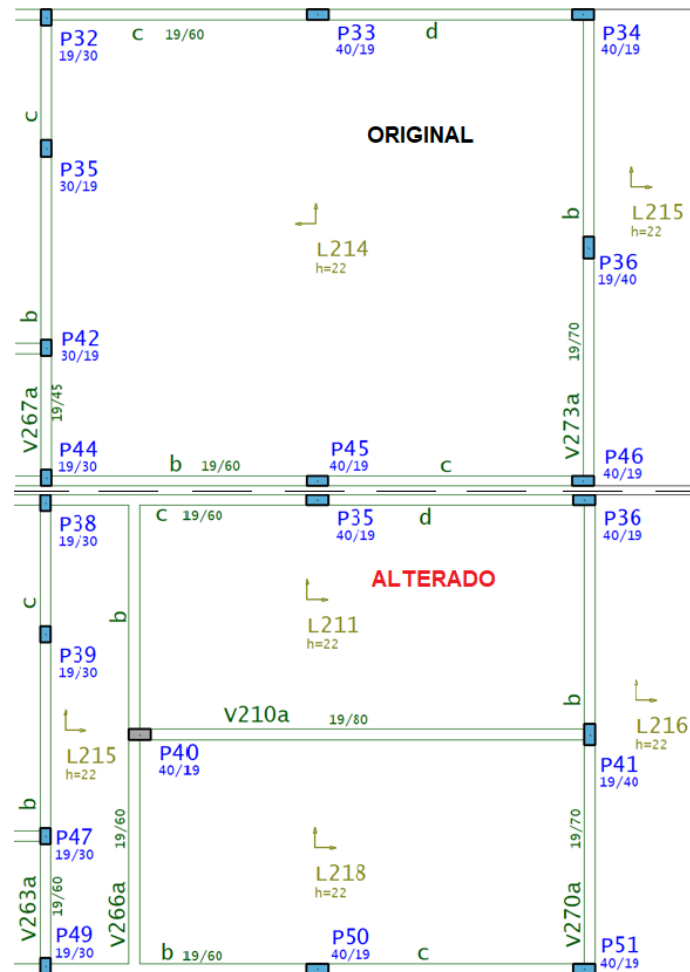 P32
19/30
c 19/60
P33
40/19
d
P34
40/19
c
ORIGINAL
P35
30/19
L214
h=22
b
L215
h=22
P36
19/40
b
P42
30/19
19/70
V267a
19/45
V273a
P44
19/30
b 19/60
P45
40/19
c
P46
40/19
P38
19/30
c 19/60
P35
40/19
d
P36
40/19
ALTERADO
c
b
L211
h=22
P39
19/30
b
V210a 19/80
L215
h=22
P40
40/19
L216
h=22
P41
19/40
b
P47
19/30
19/60
19/70
L218
h=22
V263a
19/60
V266a
V270a
P49
19/30
b 19/60
P50
40/19
c
P51
40/19